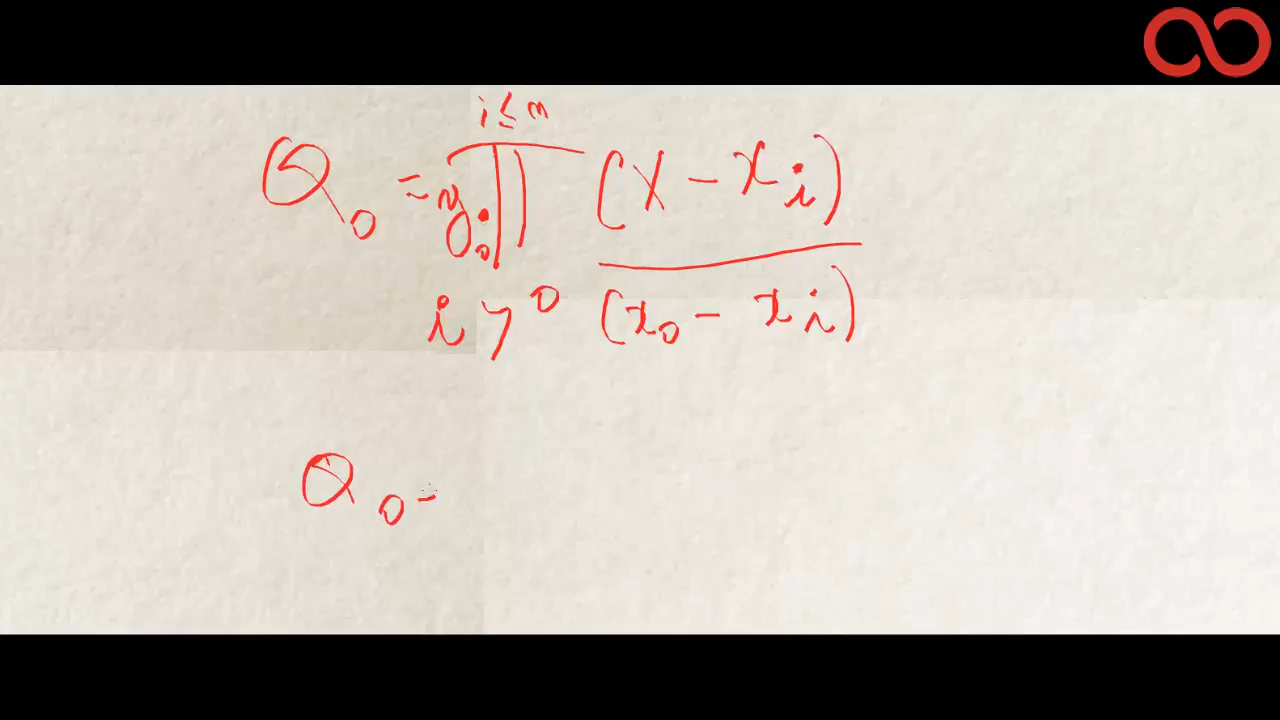 i ≤ n
Q₀ = y₀ ∏ (x - xᵢ)
i > 0 (x₀ - xᵢ)
Q₀ -